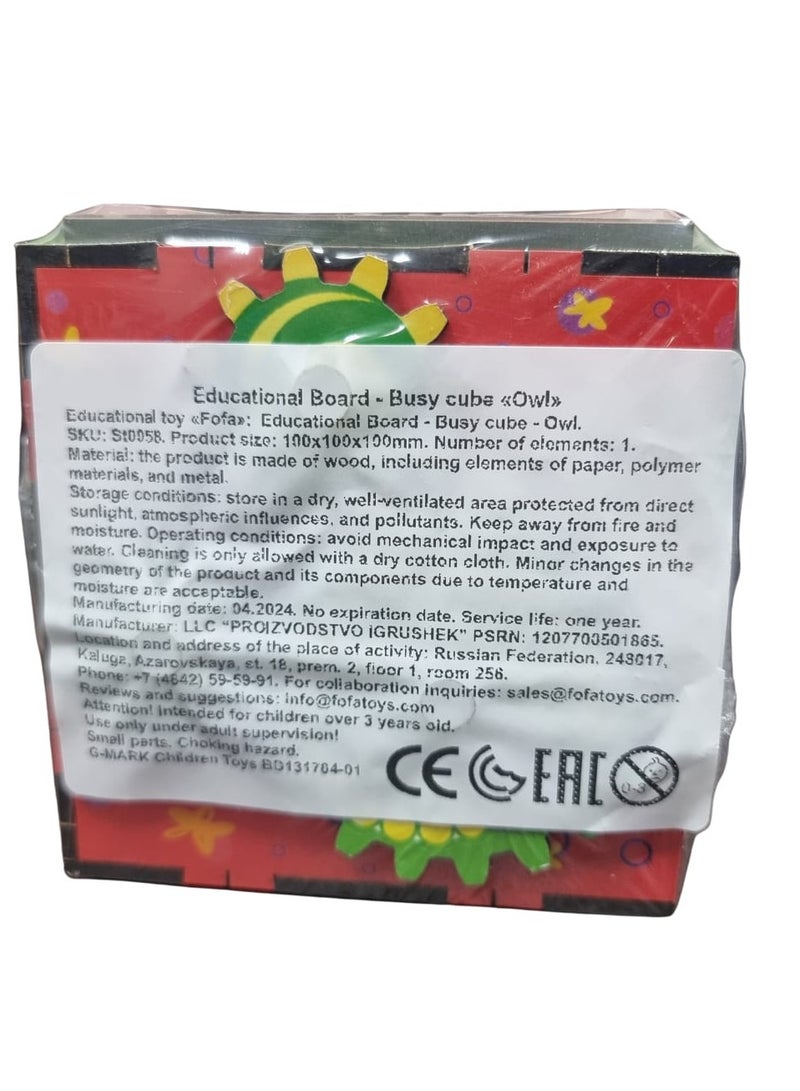 Educational Board - Busy cube «Owl»
Educational toy «Fofa»: Educational Board - Busy cube - Owl.
SKU: St0058. Product size: 100x100x100mm. Number of elements: 1.
Material: the product is made of wood, including elements of paper, polymer
materials, and metal.
Storage conditions: store in a dry, well-ventilated area protected from direct
sunlight, atmospheric influences, and pollutants. Keep away from fire and
moisture. Operating conditions: avoid mechanical impact and exposure to
water. Cleaning is only allowed with a dry cotton cloth. Minor changes in the
geometry of the product and its components due to temperature and
moisture are acceptable.
Manufacturing date: 04.2024. No expiration date. Service life: one year.
Manufacturer: LLC "PROIZVODSTVO IGRUSHEK" PSRN: 1207700501865.
Location and address of the place of activity: Russian Federation, 248017,
Kaluga, Azarovskaya, st. 18, prem. 2, floor 1, room 256.
Phone: +7 (4842) 59-59-91. For collaboration inquiries: sales@fofatoys.com.
Reviews and suggestions: info@fofatoys.com
Attention! Intended for children over 3 years old.
Use only under adult supervision!
Small parts. Choking hazard.
G-MARK Children Toys BD131784-01
CE G EAC 0-3